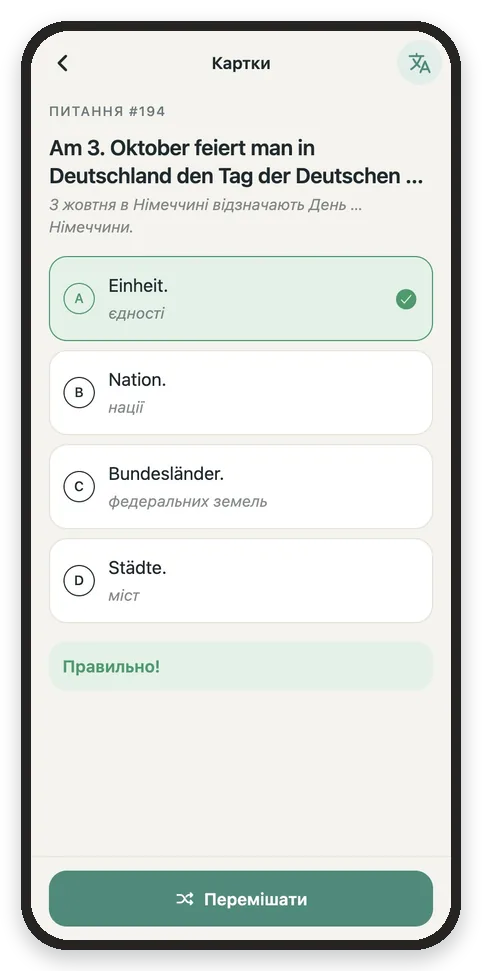 Картки
ПИТАННЯ #194
Am 3. Oktober feiert man in
Deutschland den Tag der Deutschen ...
3 жовтня в Німеччині відзначають День ...
Німеччини.
A
Einheit.
єдності
B
Nation.
нації
C
Bundesländer.
федеральних земель
D
Städte.
міст
Правильно!
Перемішати